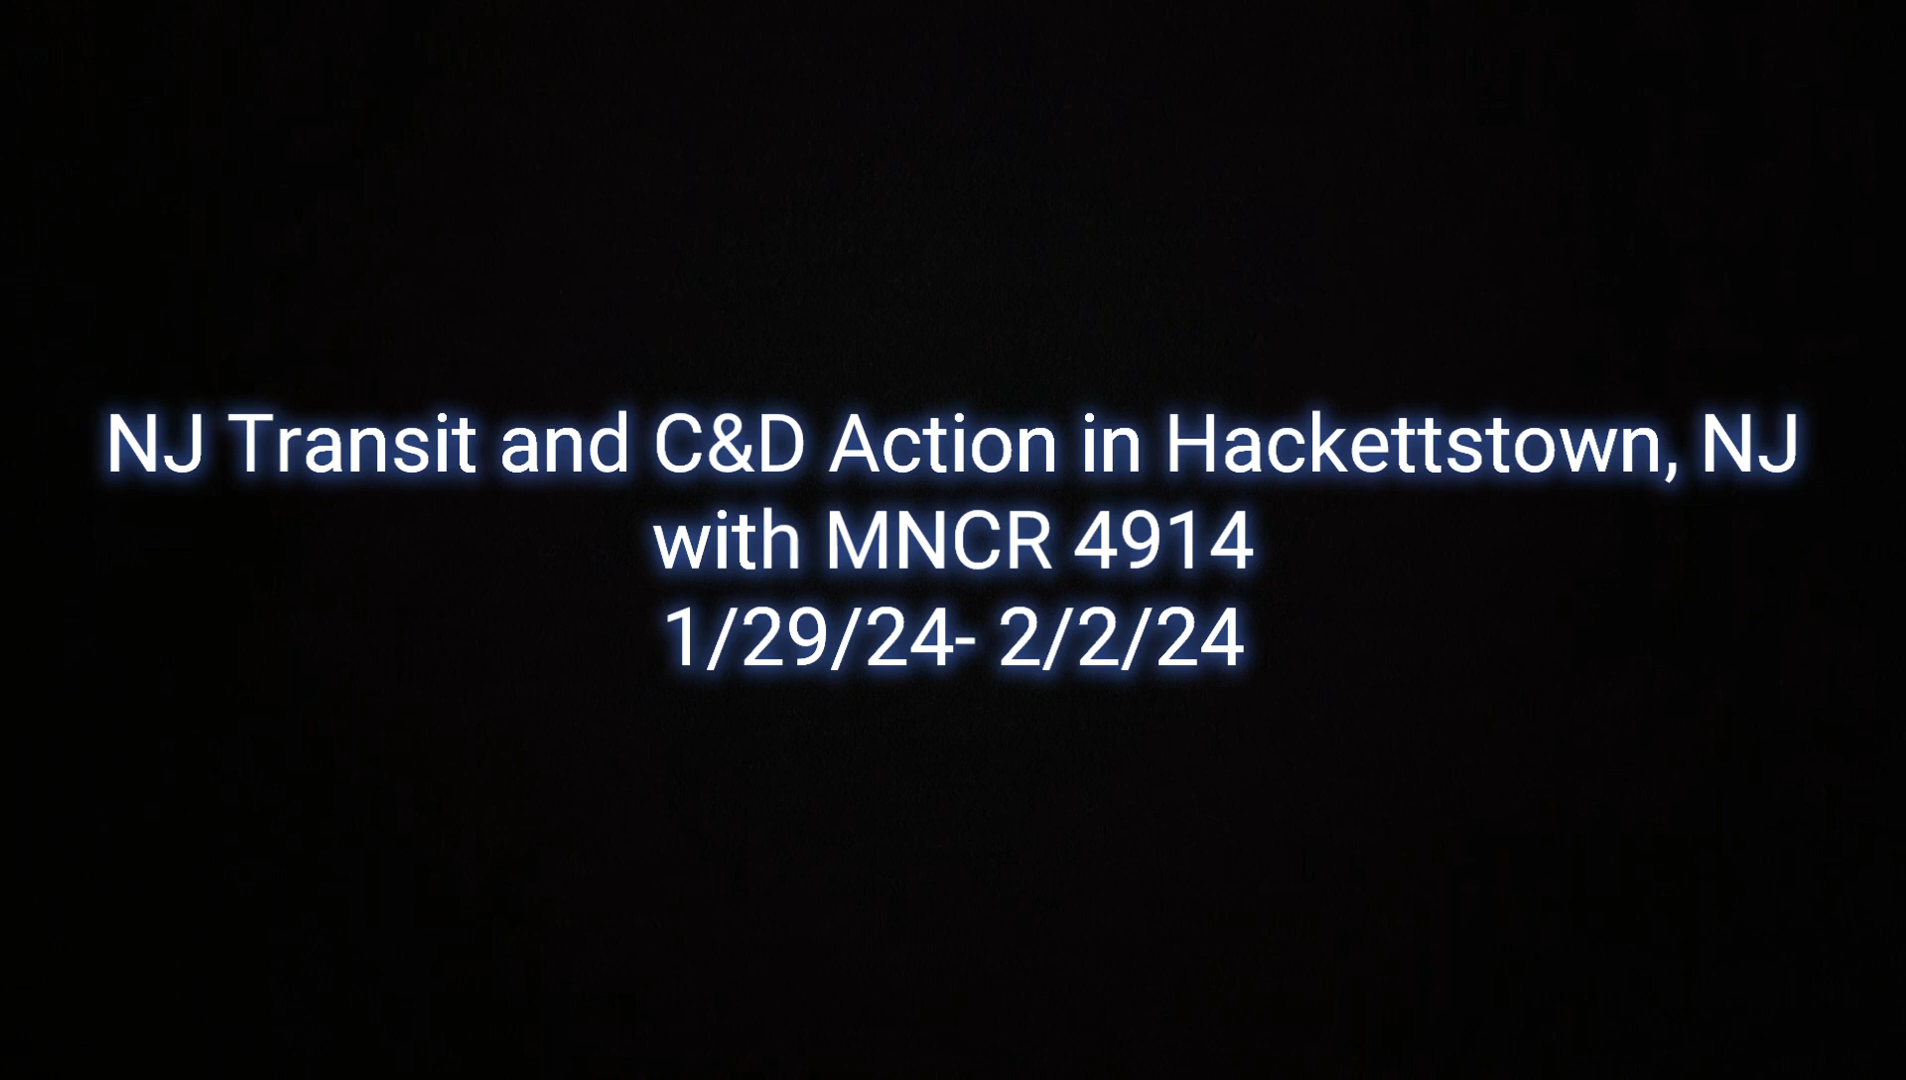 NJ Transit and C&D Action in Hackettstown, NJ
with MNCR 4914
1/29/24- 2/2/24